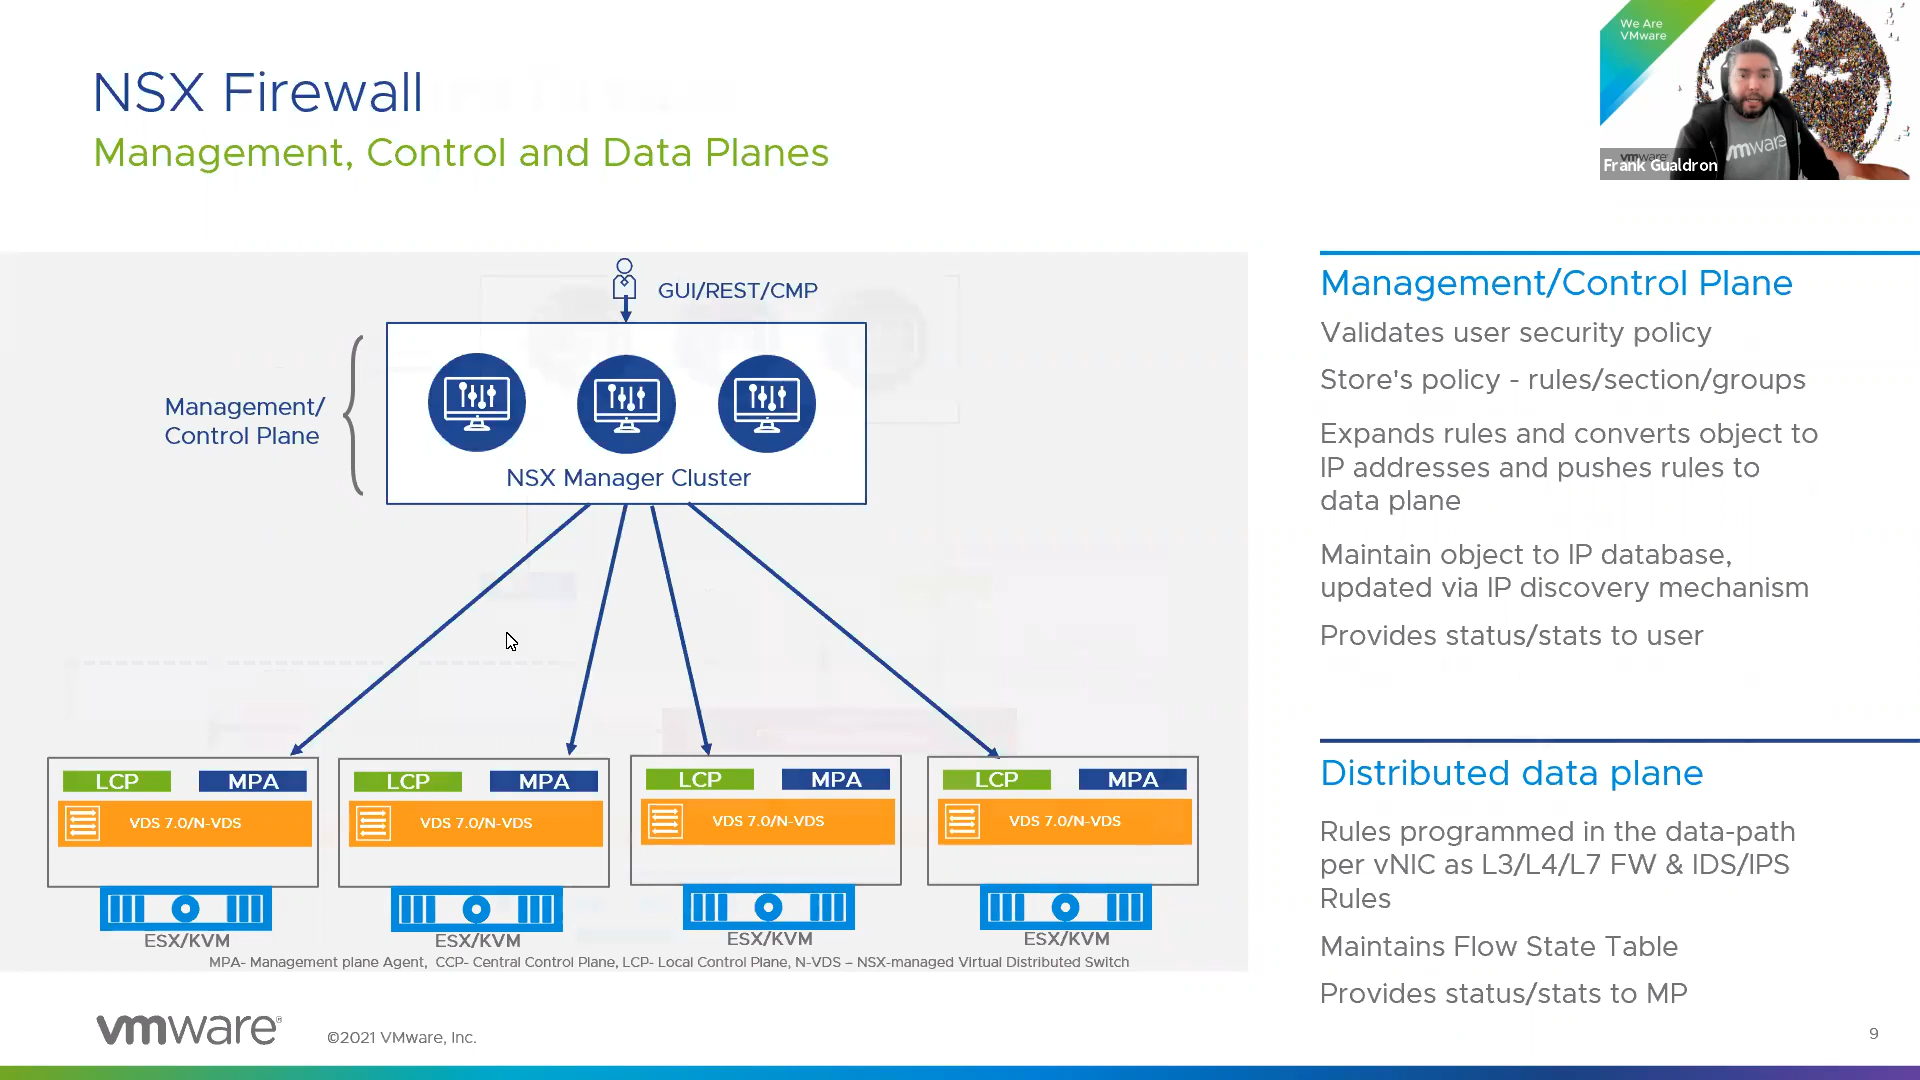 NSX Firewall
Management, Control and Data Planes
We Are
VMware
vmware
Frank Gualdron
GUI/REST/CMP
Management/
Control Plane
NSX Manager Cluster
LCP MPA
VDS 7.0/N-VDS
ESX/KVM
LCP MPA
VDS 7.0/N-VDS
ESX/KVM
LCP MPA
VDS 7.0/N-VDS
ESX/KVM
LCP MPA
VDS 7.0/N-VDS
ESX/KVM
MPA- Management plane Agent, CCP- Central Control Plane, LCP- Local Control Plane, N-VDS – NSX-managed Virtual Distributed Switch
Management/Control Plane
Validates user security policy
Store's policy - rules/section/groups
Expands rules and converts object to
IP addresses and pushes rules to
data plane
Maintain object to IP database,
updated via IP discovery mechanism
Provides status/stats to user
Distributed data plane
Rules programmed in the data-path
per vNIC as L3/L4/L7 FW & IDS/IPS
Rules
Maintains Flow State Table
Provides status/stats to MP
vmware®
©2021 VMware, Inc.
9